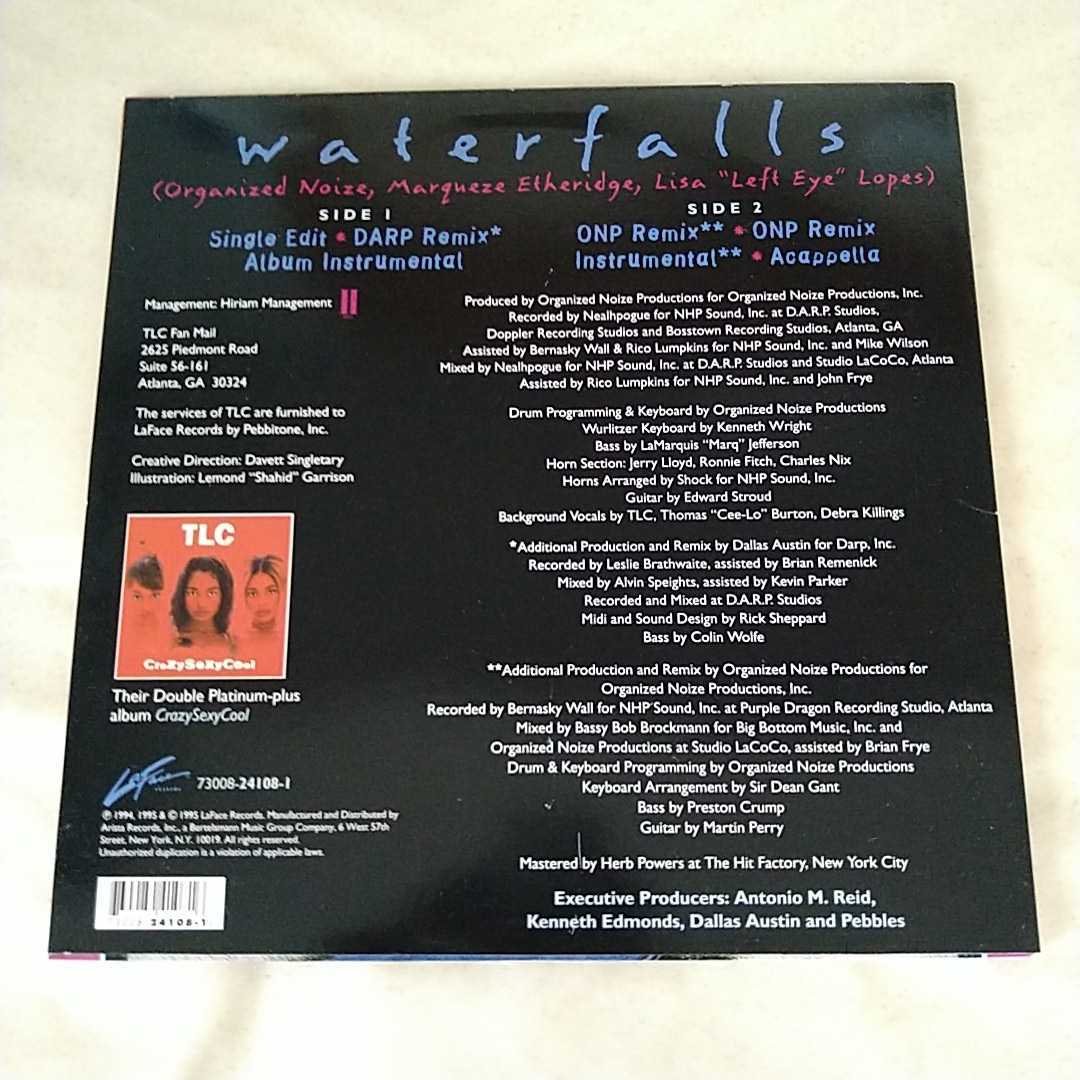 waterfalls
(Organized Noize, Marqueze Etheridge, Lisa "Left Eye" Lopes)
SIDE 1
Single Edit * DARP Remix*
Album Instrumental
SIDE 2
ONP Remix** * ONP Remix
Instrumental** * Acappella
Management: Hiriam Management
TLC Fan Mail
2625 Piedmont Road
Suite 56-161
Atlanta, GA 30324
The services of TLC are furnished to
LaFace Records by Pebbitone, Inc.
Creative Direction: Davett Singletary
Illustration: Lemond "Shahid" Garrison
TLC
CrazySexyCool
Their Double Platinum-plus
album CrazySexyCool
LaFace
RECORDS
73008-24108-1
℗ 1994, 1995 & © 1995 LaFace Records. Manufactured and Distributed by
Arista Records, Inc., a Bertelsmann Music Group Company, 6 West 57th
Street, New York, N.Y. 10019. All rights reserved.
Unauthorized duplication is a violation of applicable laws.
24108-1
Produced by Organized Noize Productions for Organized Noize Productions, Inc.
Recorded by Nealhpogue for NHP Sound, Inc. at D.A.R.P. Studios,
Doppler Recording Studios and Bosstown Recording Studios, Atlanta, GA
Assisted by Bernasky Wall & Rico Lumpkins for NHP Sound, Inc. and Mike Wilson
Mixed by Nealhpogue for NHP Sound, Inc. at D.A.R.P. Studios and Studio LaCoCo, Atlanta
Assisted by Rico Lumpkins for NHP Sound, Inc. and John Frye
Drum Programming & Keyboard by Organized Noize Productions
Wurlitzer Keyboard by Kenneth Wright
Bass by LaMarquis "Marq" Jefferson
Horn Section: Jerry Lloyd, Ronnie Fitch, Charles Nix
Horns Arranged by Shock for NHP Sound, Inc.
Guitar by Edward Stroud
Background Vocals by TLC, Thomas "Cee-Lo" Burton, Debra Killings
*Additional Production and Remix by Dallas Austin for Darp, Inc.
Recorded by Leslie Brathwaite, assisted by Brian Remenick
Mixed by Alvin Speights, assisted by Kevin Parker
Recorded and Mixed at D.A.R.P. Studios
Midi and Sound Design by Rick Sheppard
Bass by Colin Wolfe
**Additional Production and Remix by Organized Noize Productions for
Organized Noize Productions, Inc.
Recorded by Bernasky Wall for NHP Sound, Inc. at Purple Dragon Recording Studio, Atlanta
Mixed by Bassy Bob Brockmann for Big Bottom Music, Inc. and
Organized Noize Productions at Studio LaCoCo, assisted by Brian Frye
Drum & Keyboard Programming by Organized Noize Productions
Keyboard Arrangement by Sir Dean Gant
Bass by Preston Crump
Guitar by Martin Perry
Mastered by Herb Powers at The Hit Factory, New York City
Executive Producers: Antonio M. Reid,
Kenneth Edmonds, Dallas Austin and Pebbles